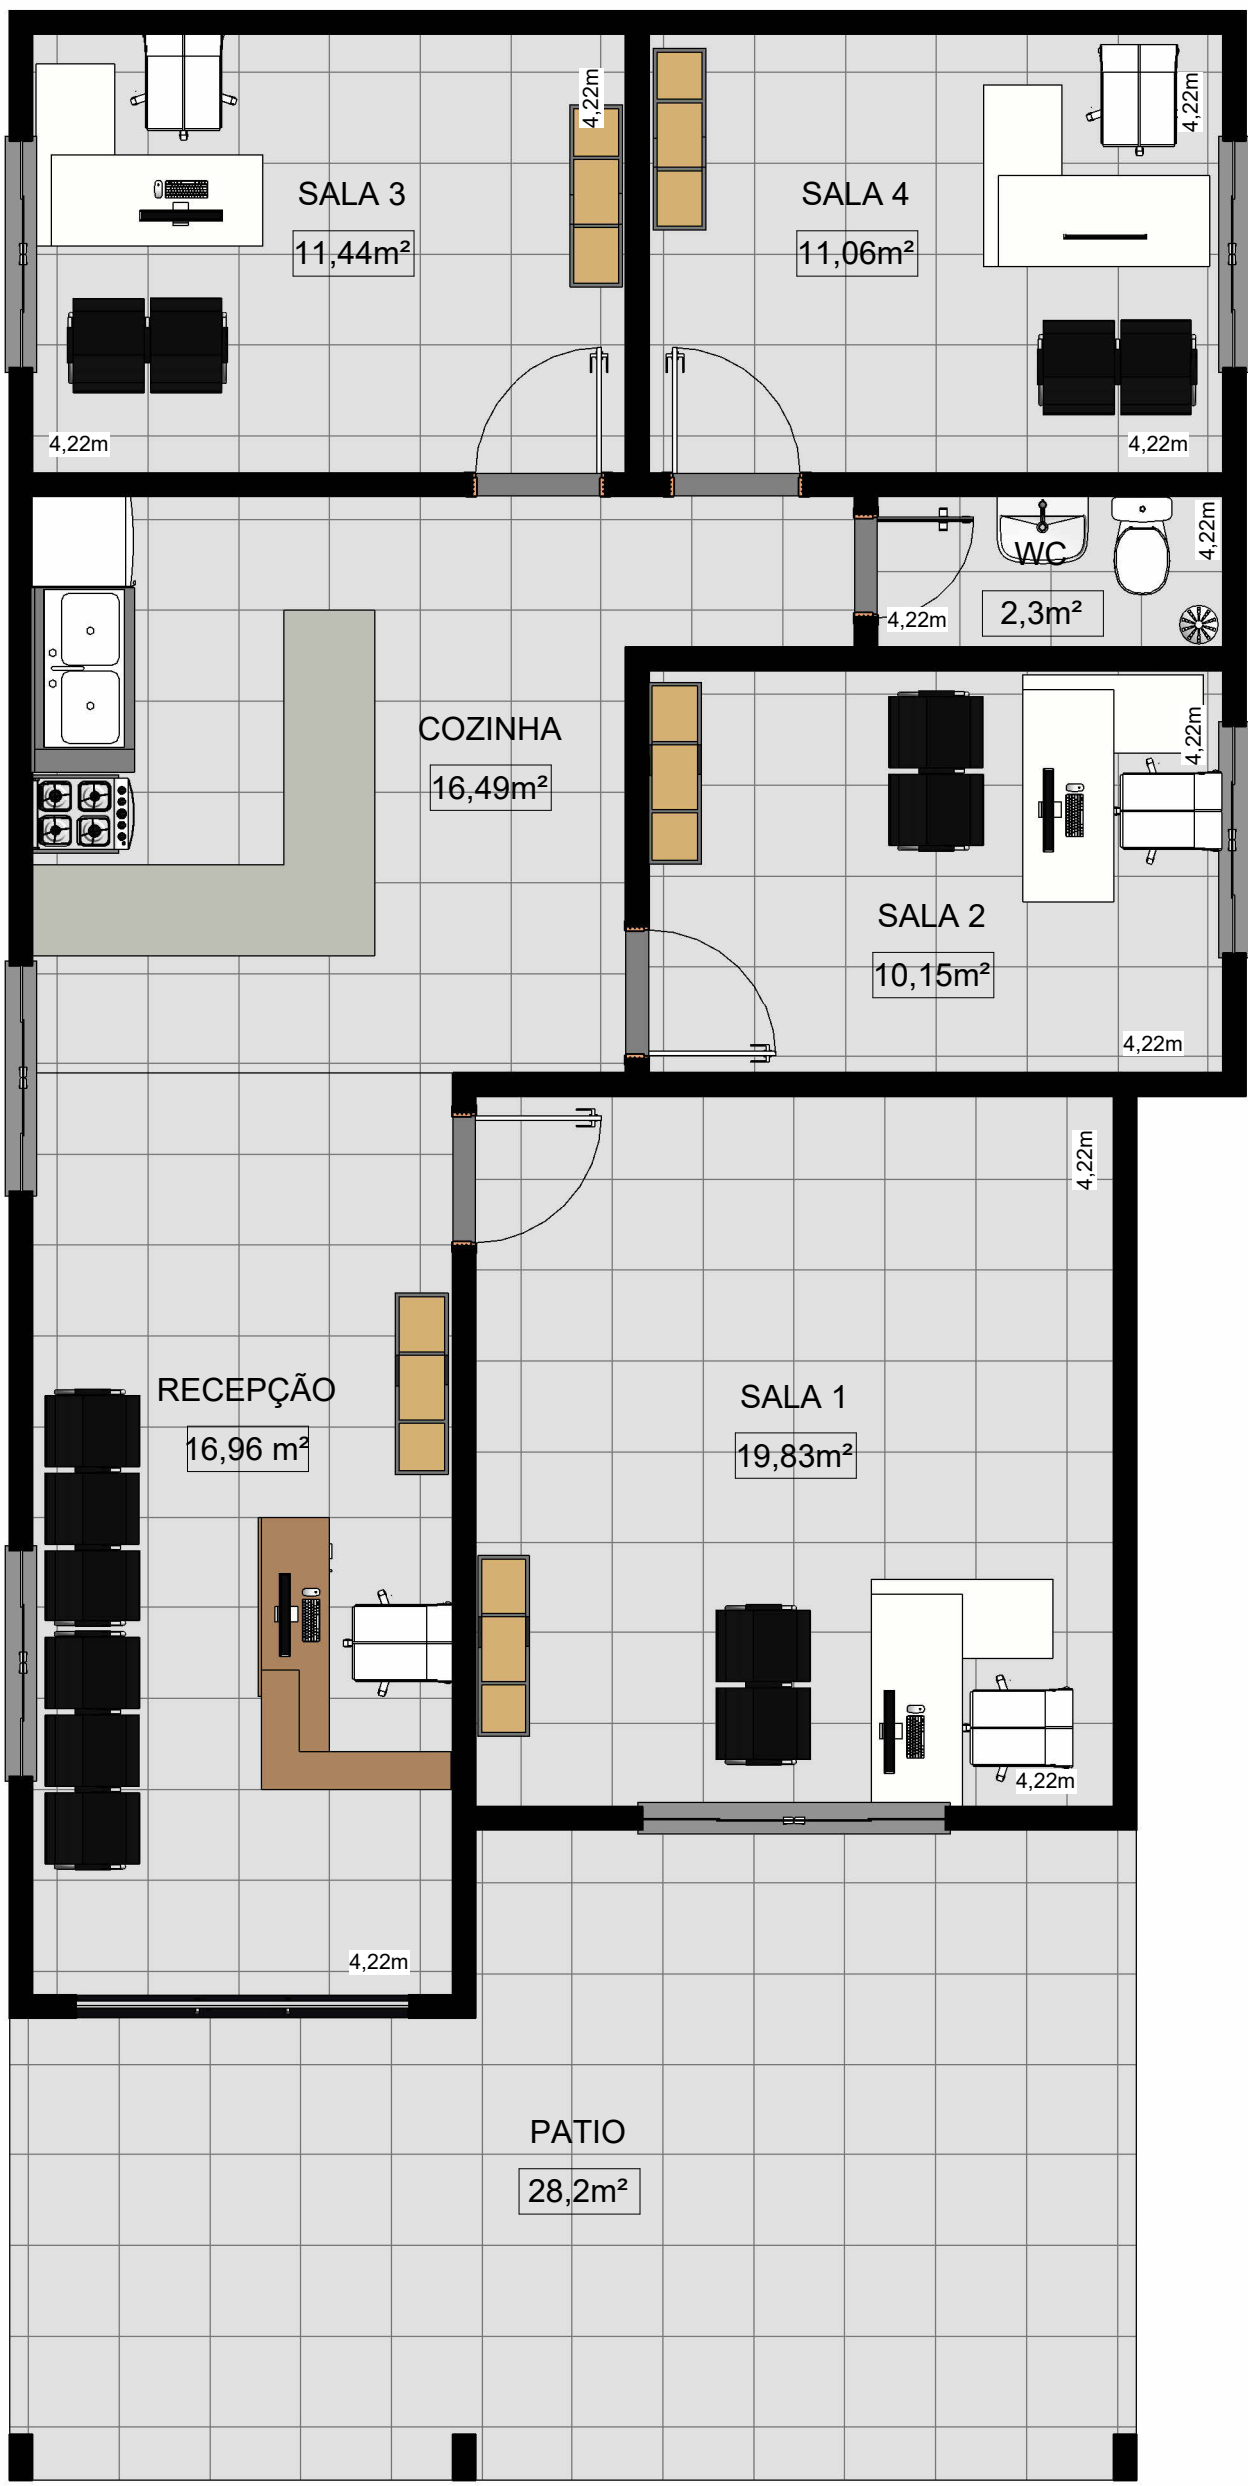 4,22m
4,22m
SALA 3
11,44m²
SALA 4
11,06m²
4,22m
4,22m
4,22m
WC
2,3m²
4,22m
COZINHA
16,49m²
4,22m
SALA 2
10,15m²
4,22m
4,22m
RECEPÇÃO
16,96 m²
SALA 1
19,83m²
4,22m
4,22m
PATIO
28,2m²